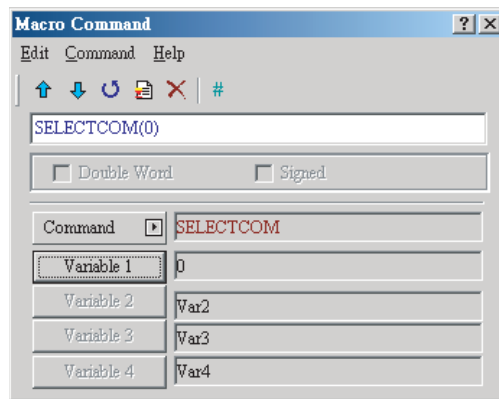 Macro Command
Edit Command Help
#
SELECTCOM(0)
Double Word Signed
Command SELECTCOM
Variable 1 0
Variable 2 Var2
Variable 3 Var3
Variable 4 Var4